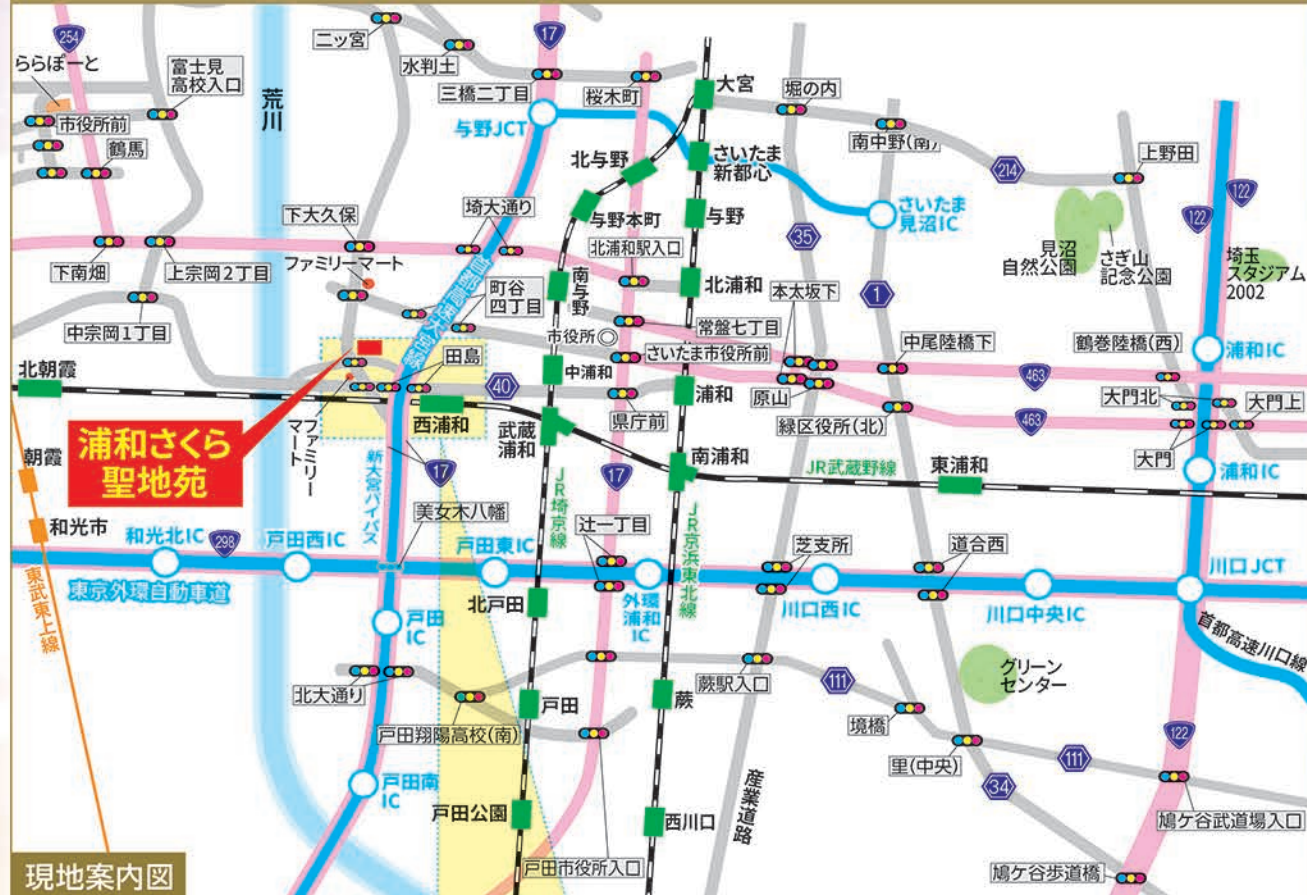 254
ららぽーと
富士見
高校入口
市役所前
鶴馬
荒川
二ッ宮
水判土
17
三橋二丁目
桜木町
大宮
堀の内
与野JCT
南中野(南)
214
上野田
122
122
北与野
さいたま
新都心
与野本町
与野
さいたま
見沼IC
35
見沼
自然公園
さぎ山
記念公園
埼玉
スタジアム
2002
下大久保
埼大通り
北浦和駅入口
下南畑
上宗岡2丁目
ファミリーマート
首都高速大宮線
町谷
四丁目
南与野
北浦和
本太坂下
1
中宗岡1丁目
市役所
常盤七丁目
さいたま市役所前
中尾陸橋下
鶴巻陸橋(西)
浦和IC
北朝霞
田島
40
中浦和
浦和
原山
463
大門北
大門上
県庁前
緑区役所(北)
463
大門
浦和さくら
聖地苑
ファミリー
マート
西浦和
武蔵
浦和
南浦和
JR武蔵野線
東浦和
浦和IC
朝霞
新大宮バイパス
17
17
和光市
和光北IC
298
戸田西IC
美女木八幡
戸田東IC
JR埼京線
辻一丁目
JR京浜東北線
芝支所
道合西
川口JCT
東京外環自動車道
東武東上線
戸田
IC
北戸田
外環
浦和
IC
川口西IC
川口中央IC
首都高速川口線
北大通り
戸田
蕨駅入口
111
グリーン
センター
戸田翔陽高校(南)
蕨
境橋
里(中央)
122
111
戸田南
IC
戸田公園
西川口
産業道路
34
鳩ケ谷武道場入口
戸田市役所入口
鳩ケ谷歩道橋
現地案内図